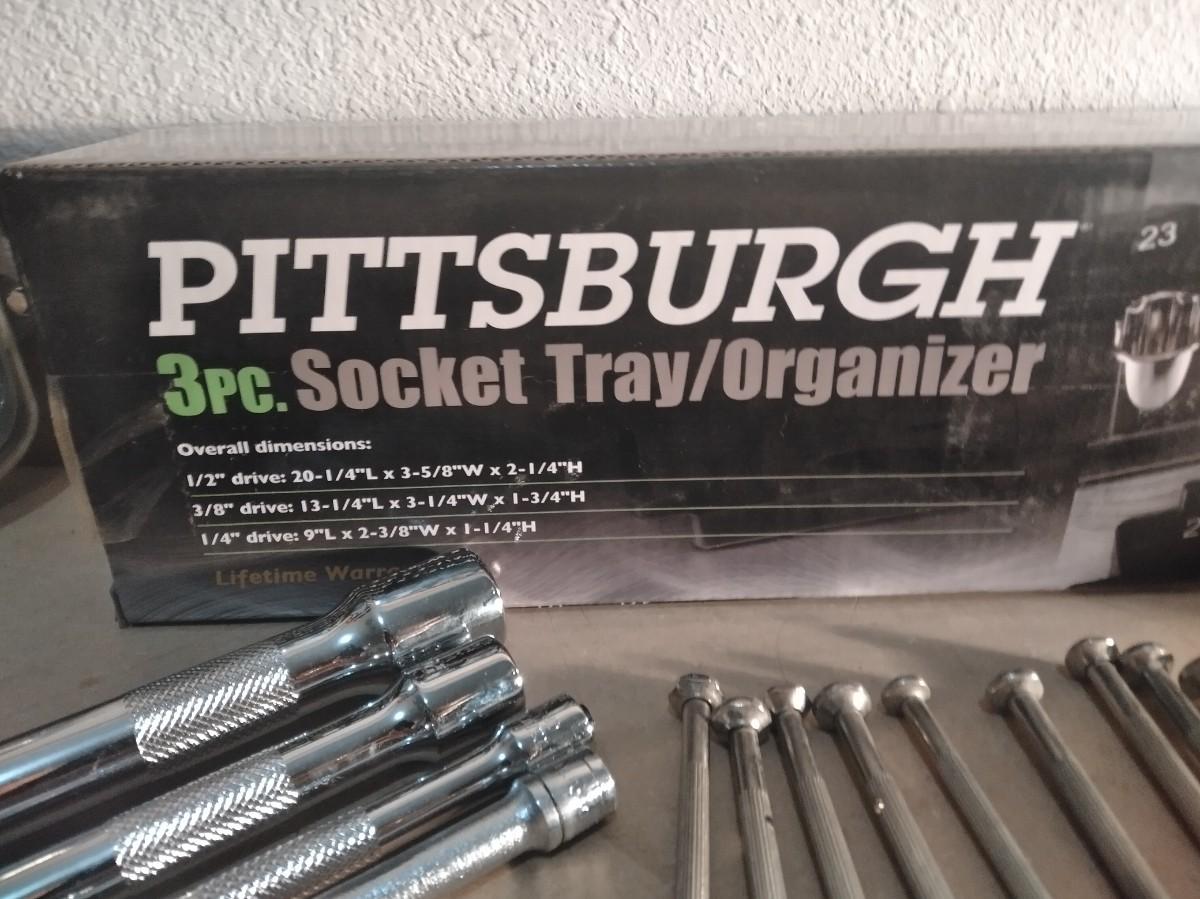 PITTSBURGH
23
3PC. Socket Tray/Organizer
Overall dimensions:
1/2" drive: 20-1/4"L x 3-5/8"W x 2-1/4"H
3/8" drive: 13-1/4"L x 3-1/4"W x 1-3/4"H
1/4" drive: 9"L x 2-3/8"W x 1-1/4"H
Lifetime